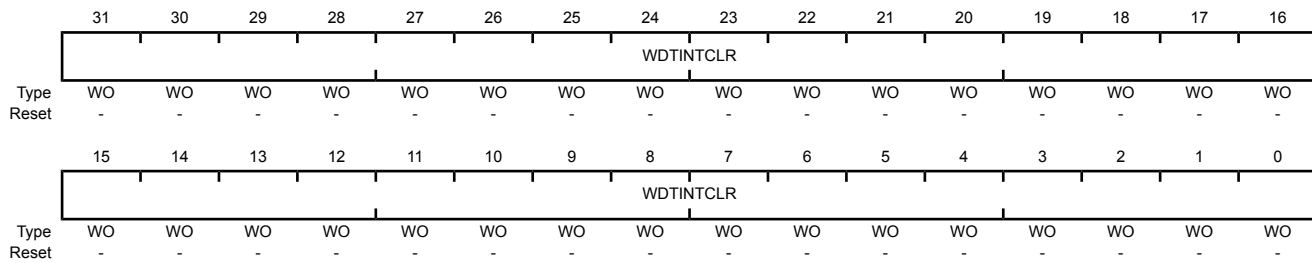 31 30 29 28 27 26 25 24 23 22 21 20 19 18 17 16
WDTINTCLR
Type WO WO WO WO WO WO WO WO WO WO WO WO WO WO WO WO
Reset - - - - - - - - - - - - - - - -
15 14 13 12 11 10 9 8 7 6 5 4 3 2 1 0
WDTINTCLR
Type WO WO WO WO WO WO WO WO WO WO WO WO WO WO WO WO
Reset - - - - - - - - - - - - - - - -